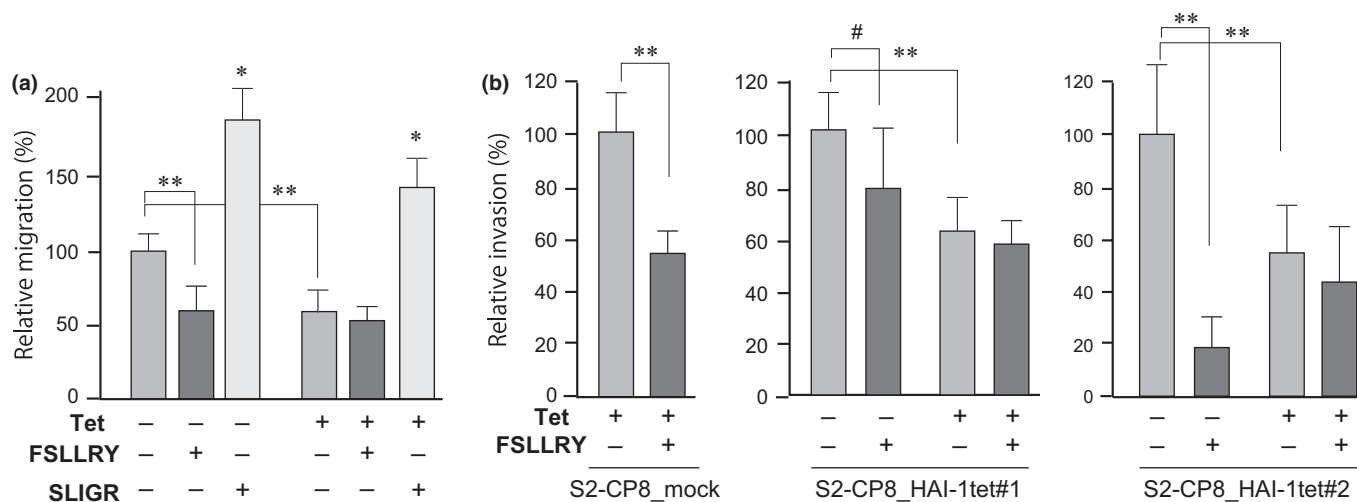 (a)
Relative migration (%)
200
150
100
50
0
**
*
**
*
Tet – – – + + +
FSLLRY – + – – + –
SLIGR – – + – – +
(b)
Relative invasion (%)
120
100
80
60
40
20
0
**
Tet + +
FSLLRY – +
S2-CP8_mock
120
100
80
60
40
20
0
#
**
– – + +
– + – +
S2-CP8_HAI-1tet#1
120
100
80
60
40
20
0
**
**
– – + +
– + – +
S2-CP8_HAI-1tet#2